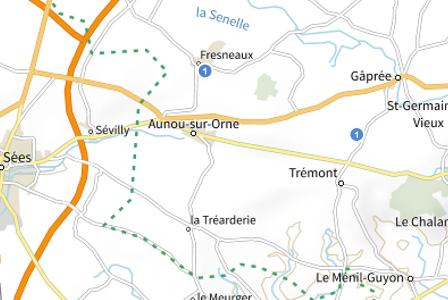 la Senelle
Fresneaux
1
Gâprée
St-Germain
Vieux
1
Aunou-sur-Orne
Sévilly
Sées
Trémont
la Tréarderie
Le Chalan
Le Ménil-Guyon
le Meurger